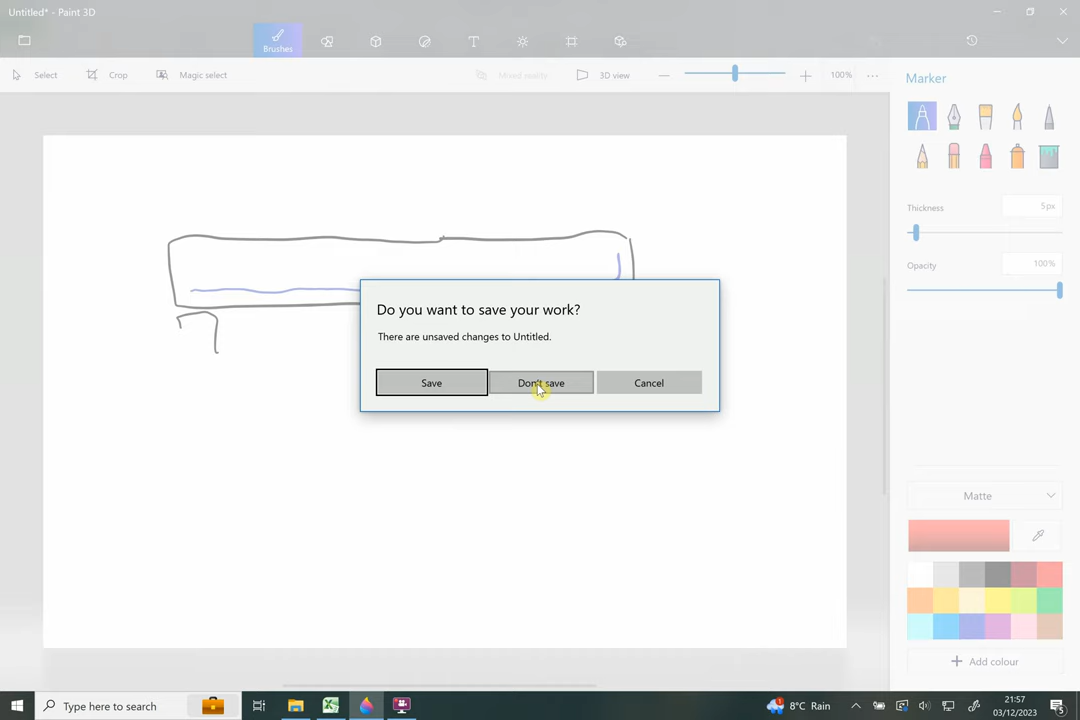 Untitled* - Paint 3D
Brushes
Select
Crop
Magic select
Mixed reality
3D view
100%
Marker
Thickness
5px
Opacity
100%
Do you want to save your work?
There are unsaved changes to Untitled.
Save
Don't save
Cancel
Matte
Add colour
Type here to search
1
8°C Rain
21:57
03/12/2023
5